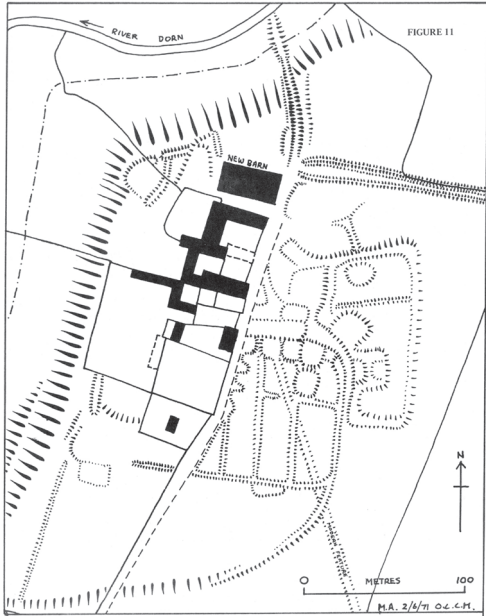 RIVER DORN
FIGURE 11
NEW BARN
N
0 METRES 100
M.A. 2/6/71 O.L.C.M.